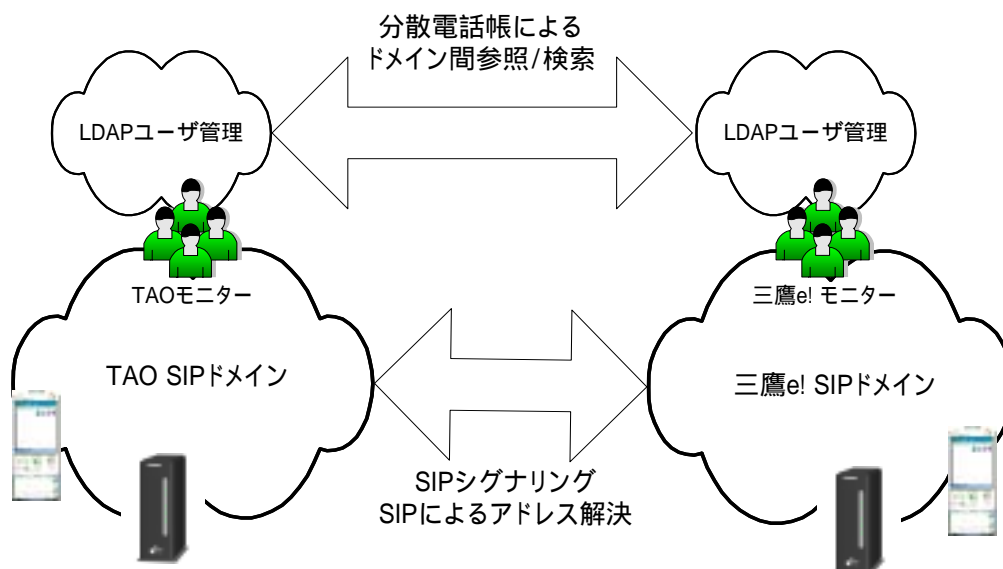 分散電話帳による
ドメイン間参照/検索
LDAPユーザ管理
LDAPユーザ管理
TAOモニター
三鷹e! モニター
TAO SIPドメイン
三鷹e! SIPドメイン
SIPシグナリング
SIPによるアドレス解決